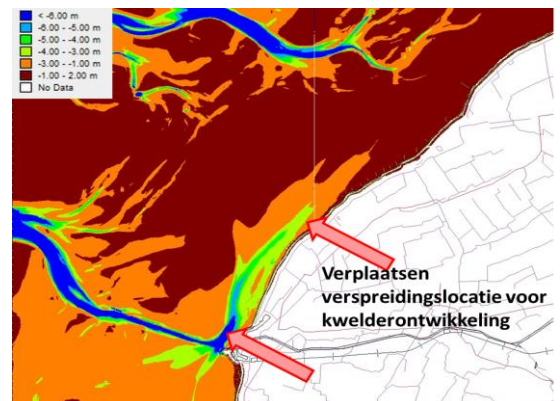 < -6.00 m
-6.00 - -5.00 m
-5.00 - -4.00 m
-4.00 - -3.00 m
-3.00 - -1.00 m
-1.00 - 2.00 m
No Data
Verplaatsen
verspreidingslocatie voor
kwelderontwikkeling